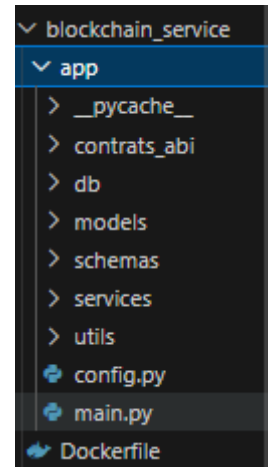 blockchain_service
app
__pycache__
contrats_abi
db
models
schemas
services
utils
config.py
main.py
Dockerfile